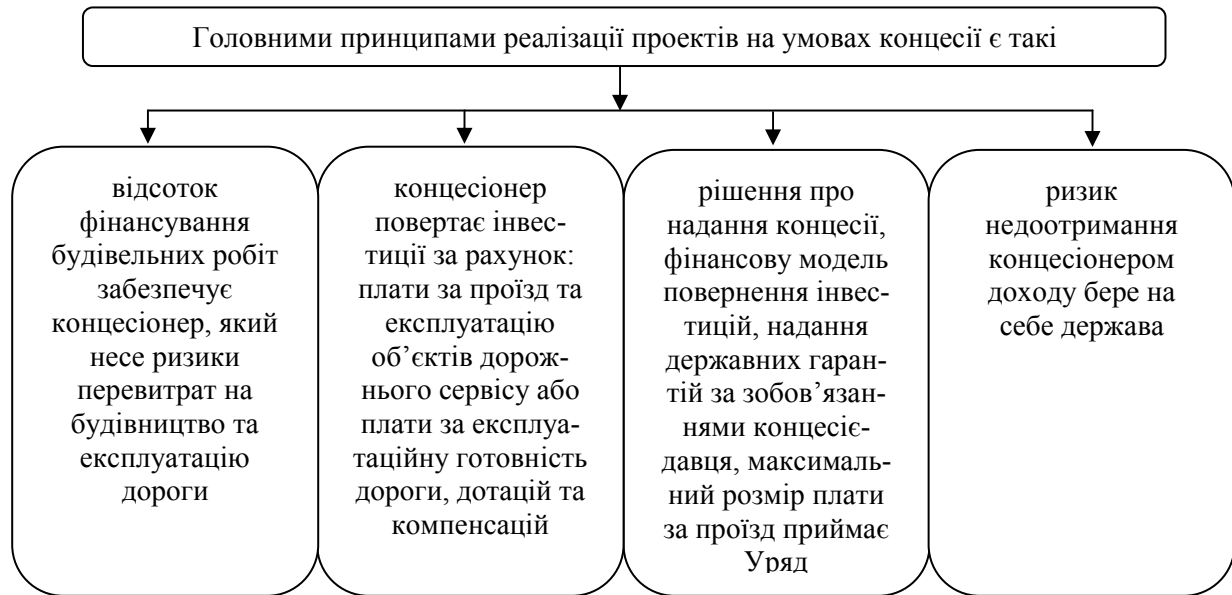 Головними принципами реалізації проектів на умовах концесії є такі
відсоток
фінансування
будівельних робіт
забезпечує
концесіонер, який
несе ризики
перевитрат на
будівництво та
експлуатацію
дороги
концесіонер
повертає інвес-
тиції за рахунок:
плати за проїзд та
експлуатацію
об’єктів дорож-
нього сервісу або
плати за експлуа-
таційну готовність
дороги, дотацій та
компенсацій
рішення про
надання концесії,
фінансову модель
повернення інвес-
тицій, надання
державних гаран-
тій за зобов’язан-
нями концесіє-
давця, максималь-
ний розмір плати
за проїзд приймає
Уряд
ризик
недоотримання
концесіонером
доходу бере на
себе держава